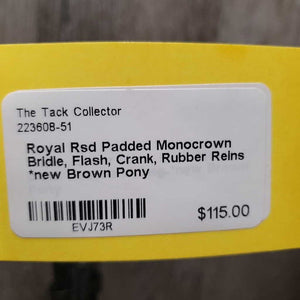 The Tack Collector
223608-51
Royal Rsd Padded Monocrown
Bridle, Flash, Crank, Rubber Reins
*new Brown Pony
EVJ73R
$115.00